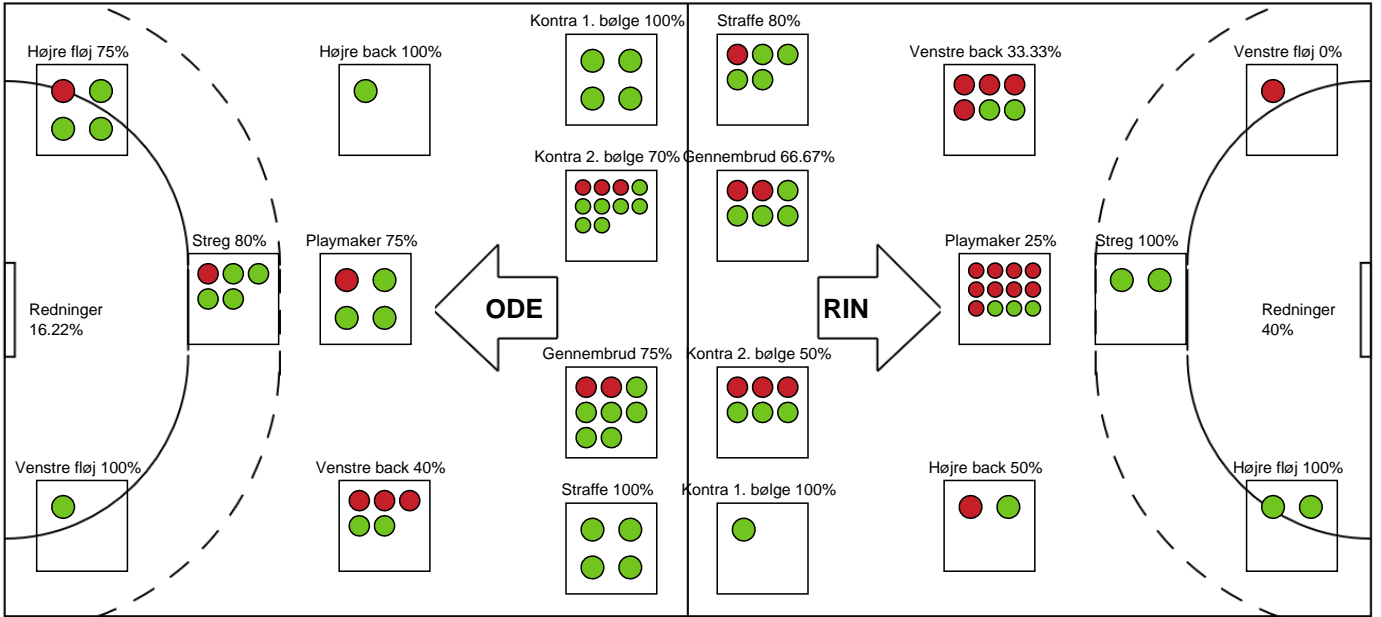 Kontra 1. bølge 100%
Straffe 80%
Højre fløj 75%
Højre back 100%
Venstre back 33.33%
Venstre fløj 0%
Kontra 2. bølge 70%
Gennembrud 66.67%
Streg 80%
Playmaker 75%
Playmaker 25%
Streg 100%
Redninger
16.22%
ODE
RIN
Redninger
40%
Gennembrud 75%
Kontra 2. bølge 50%
Venstre fløj 100%
Venstre back 40%
Højre back 50%
Højre fløj 100%
Straffe 100%
Kontra 1. bølge 100%